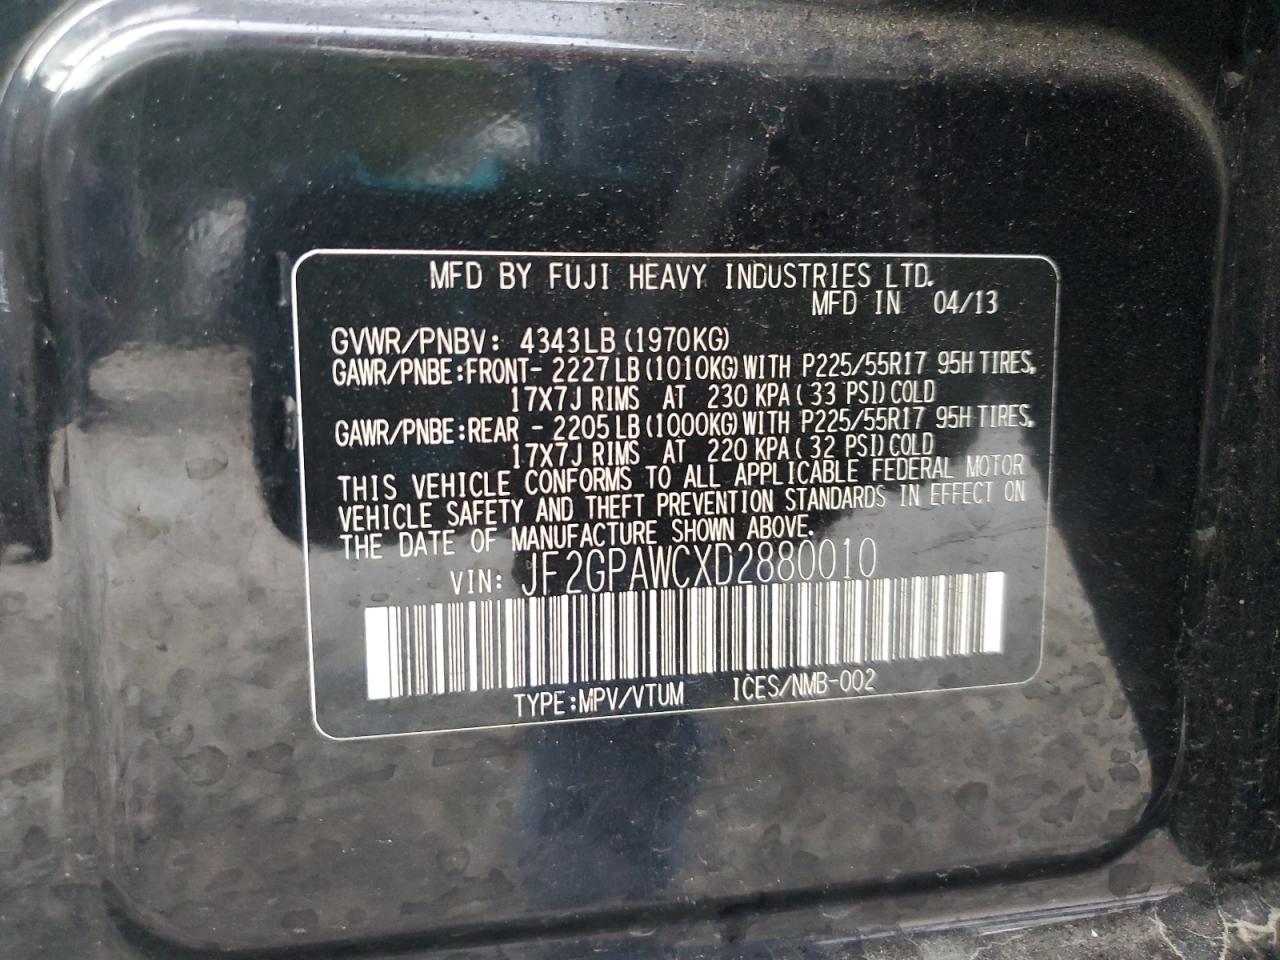 MFD BY FUJI HEAVY INDUSTRIES LTD.
MFD IN 04/13
GVWR/PNBV: 4343LB (1970KG)
GAWR/PNBE:FRONT- 2227LB (1010KG) WITH P225/55R17 95H TIRES,
17X7J RIMS AT 230 KPA (33 PSI) COLD
GAWR/PNBE:REAR - 2205LB (1000KG) WITH P225/55R17 95H TIRES,
17X7J RIMS AT 220 KPA (32 PSI) COLD
THIS VEHICLE CONFORMS TO ALL APPLICABLE FEDERAL MOTOR
VEHICLE SAFETY AND THEFT PREVENTION STANDARDS IN EFFECT ON
THE DATE OF MANUFACTURE SHOWN ABOVE.
VIN: JF2GPAWCXD2880010
TYPE:MPV/VTUM ICES/NMB-002